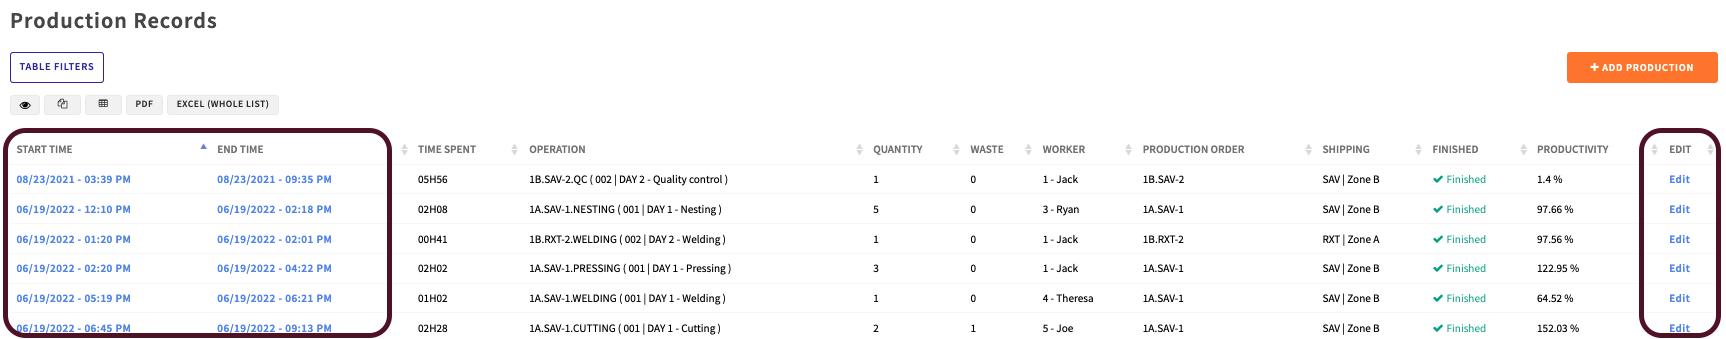 Production Records
TABLE FILTERS
+ ADD PRODUCTION
PDF EXCEL (WHOLE LIST)
START TIME END TIME TIME SPENT OPERATION QUANTITY WASTE WORKER PRODUCTION ORDER SHIPPING FINISHED PRODUCTIVITY EDIT
08/23/2021 - 03:39 PM 08/23/2021 - 09:35 PM 05H56 1B.SAV-2.QC ( 002 | DAY 2 - Quality control ) 1 0 1 - Jack 1B.SAV-2 SAV | Zone B Finished 1.4 % Edit
06/19/2022 - 12:10 PM 06/19/2022 - 02:18 PM 02H08 1A.SAV-1.NESTING ( 001 | DAY 1 - Nesting ) 5 0 3 - Ryan 1A.SAV-1 SAV | Zone B Finished 97.66 % Edit
06/19/2022 - 01:20 PM 06/19/2022 - 02:01 PM 00H41 1B.RXT-2.WELDING ( 002 | DAY 2 - Welding ) 1 0 1 - Jack 1B.RXT-2 RXT | Zone A Finished 97.56 % Edit
06/19/2022 - 02:20 PM 06/19/2022 - 04:22 PM 02H02 1A.SAV-1.PRESSING ( 001 | DAY 1 - Pressing ) 3 0 1 - Jack 1A.SAV-1 SAV | Zone B Finished 122.95 % Edit
06/19/2022 - 05:19 PM 06/19/2022 - 06:21 PM 01H02 1A.SAV-1.WELDING ( 001 | DAY 1 - Welding ) 1 0 4 - Theresa 1A.SAV-1 SAV | Zone B Finished 64.52 % Edit
06/19/2022 - 06:45 PM 06/19/2022 - 09:13 PM 02H28 1A.SAV-1.CUTTING ( 001 | DAY 1 - Cutting ) 2 1 5 - Joe 1A.SAV-1 SAV | Zone B Finished 152.03 % Edit